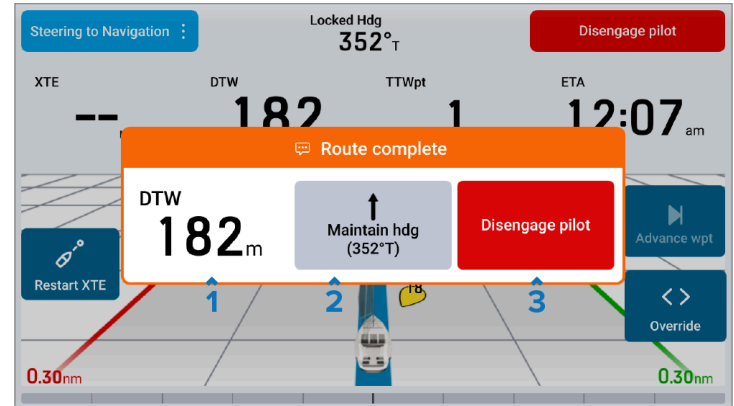 Steering to Navigation
Locked Hdg
352°T
Disengage pilot
XTE
DTW
TTWpt
ETA
--
182
1
12:07 am
Route complete
DTW
182m
Maintain hdg
(352°T)
Disengage pilot
Advance wpt
Restart XTE
1
2
3
18
Override
0.30nm
0.30nm